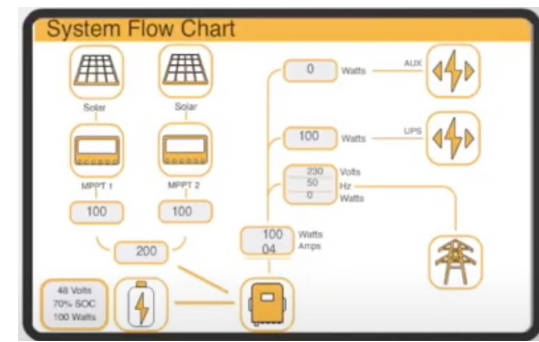 System Flow Chart
Solar
Solar
MPPT 1
MPPT 2
100
100
200
48 Volts
70% SOC
100 Watts
0 Watts
AUX
100 Watts
UPS
230 Volts
50 Hz
0 Watts
100 Watts
04 Amps